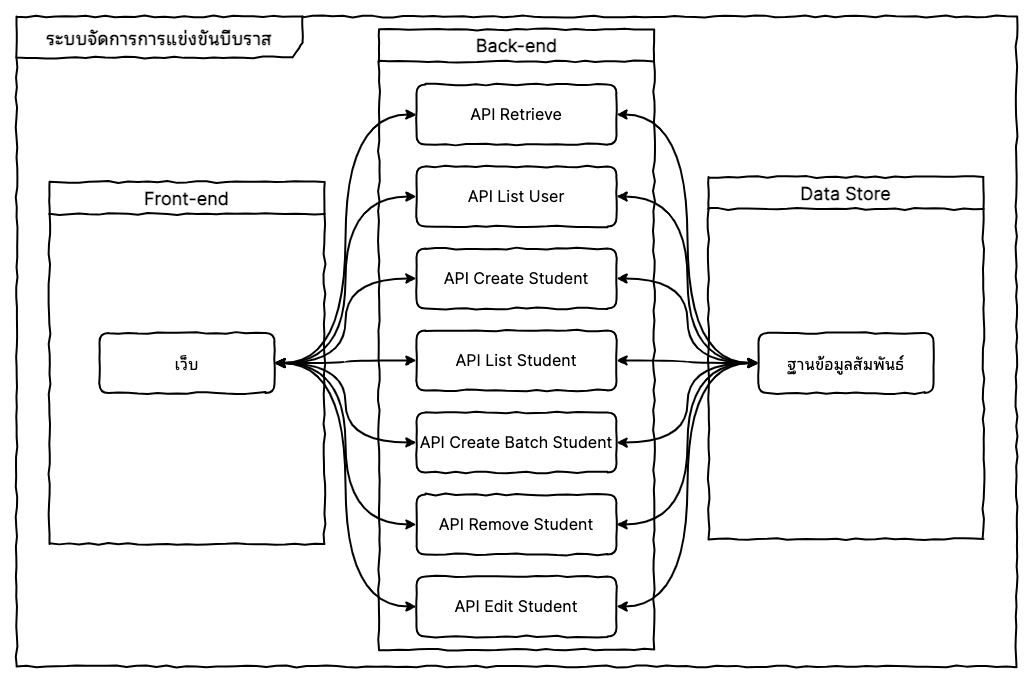 ระบบจัดการการแข่งขันบีบราส
Back-end
API Retrieve
API List User
API Create Student
API List Student
API Create Batch Student
API Remove Student
API Edit Student
Front-end
เว็บ
Data Store
ฐานข้อมูลสัมพันธ์